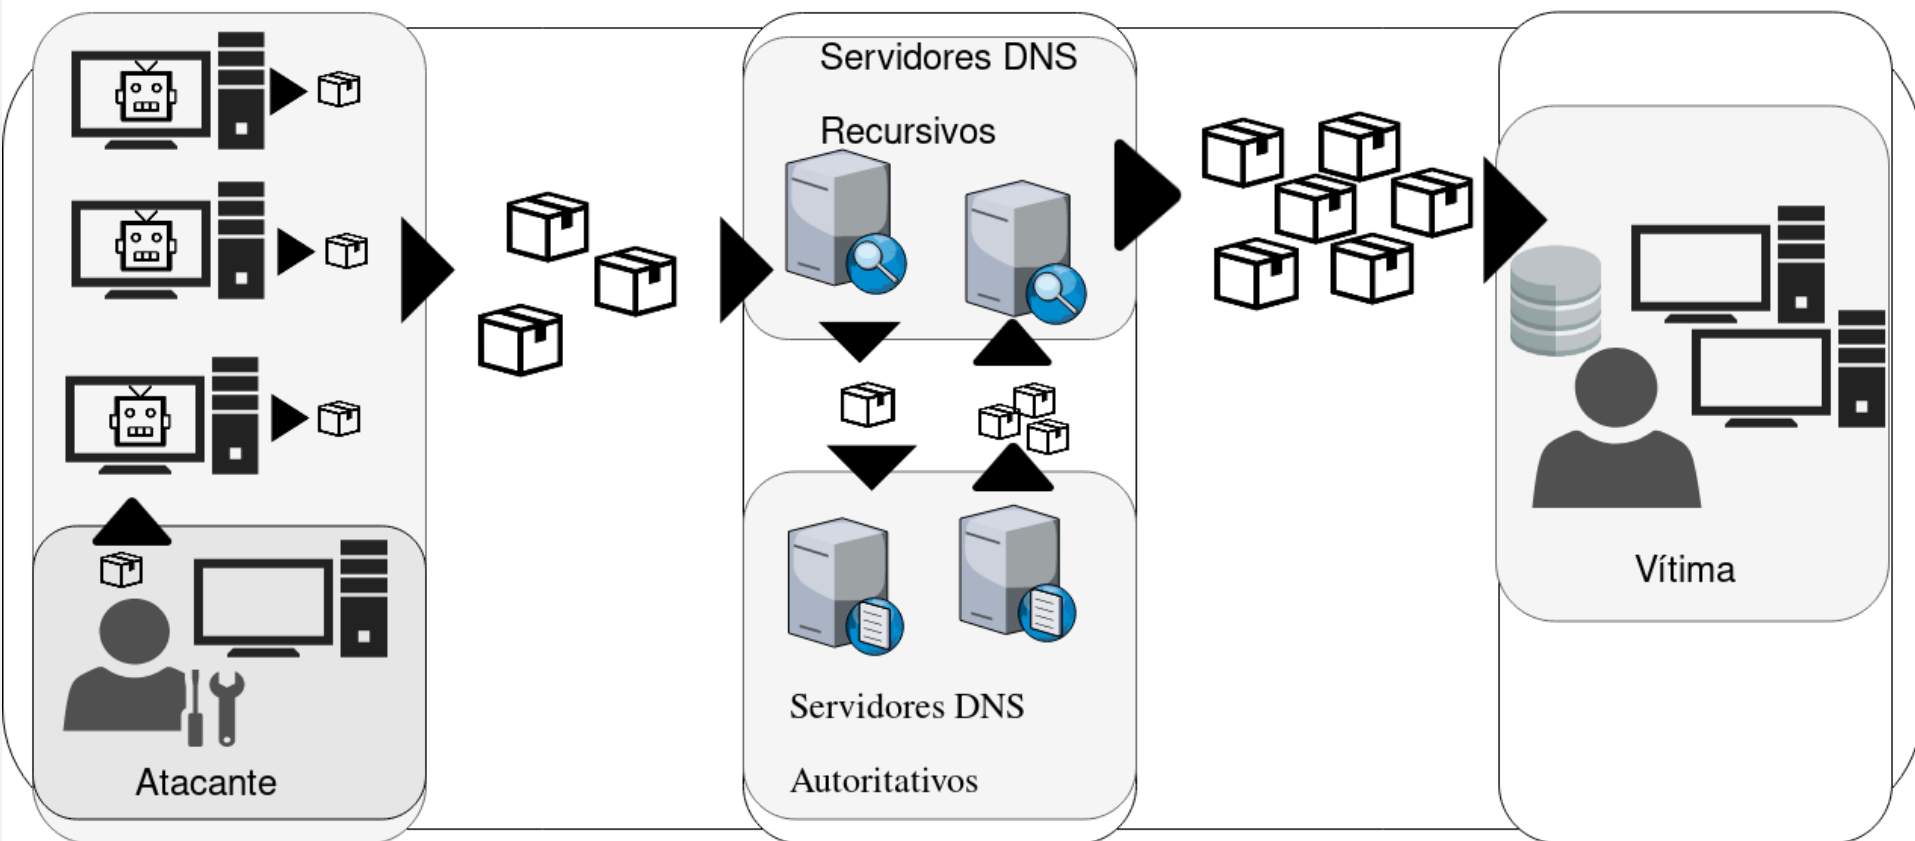 Servidores DNS
Recursivos
Servidores DNS
Autoritativos
Atacante
Vítima